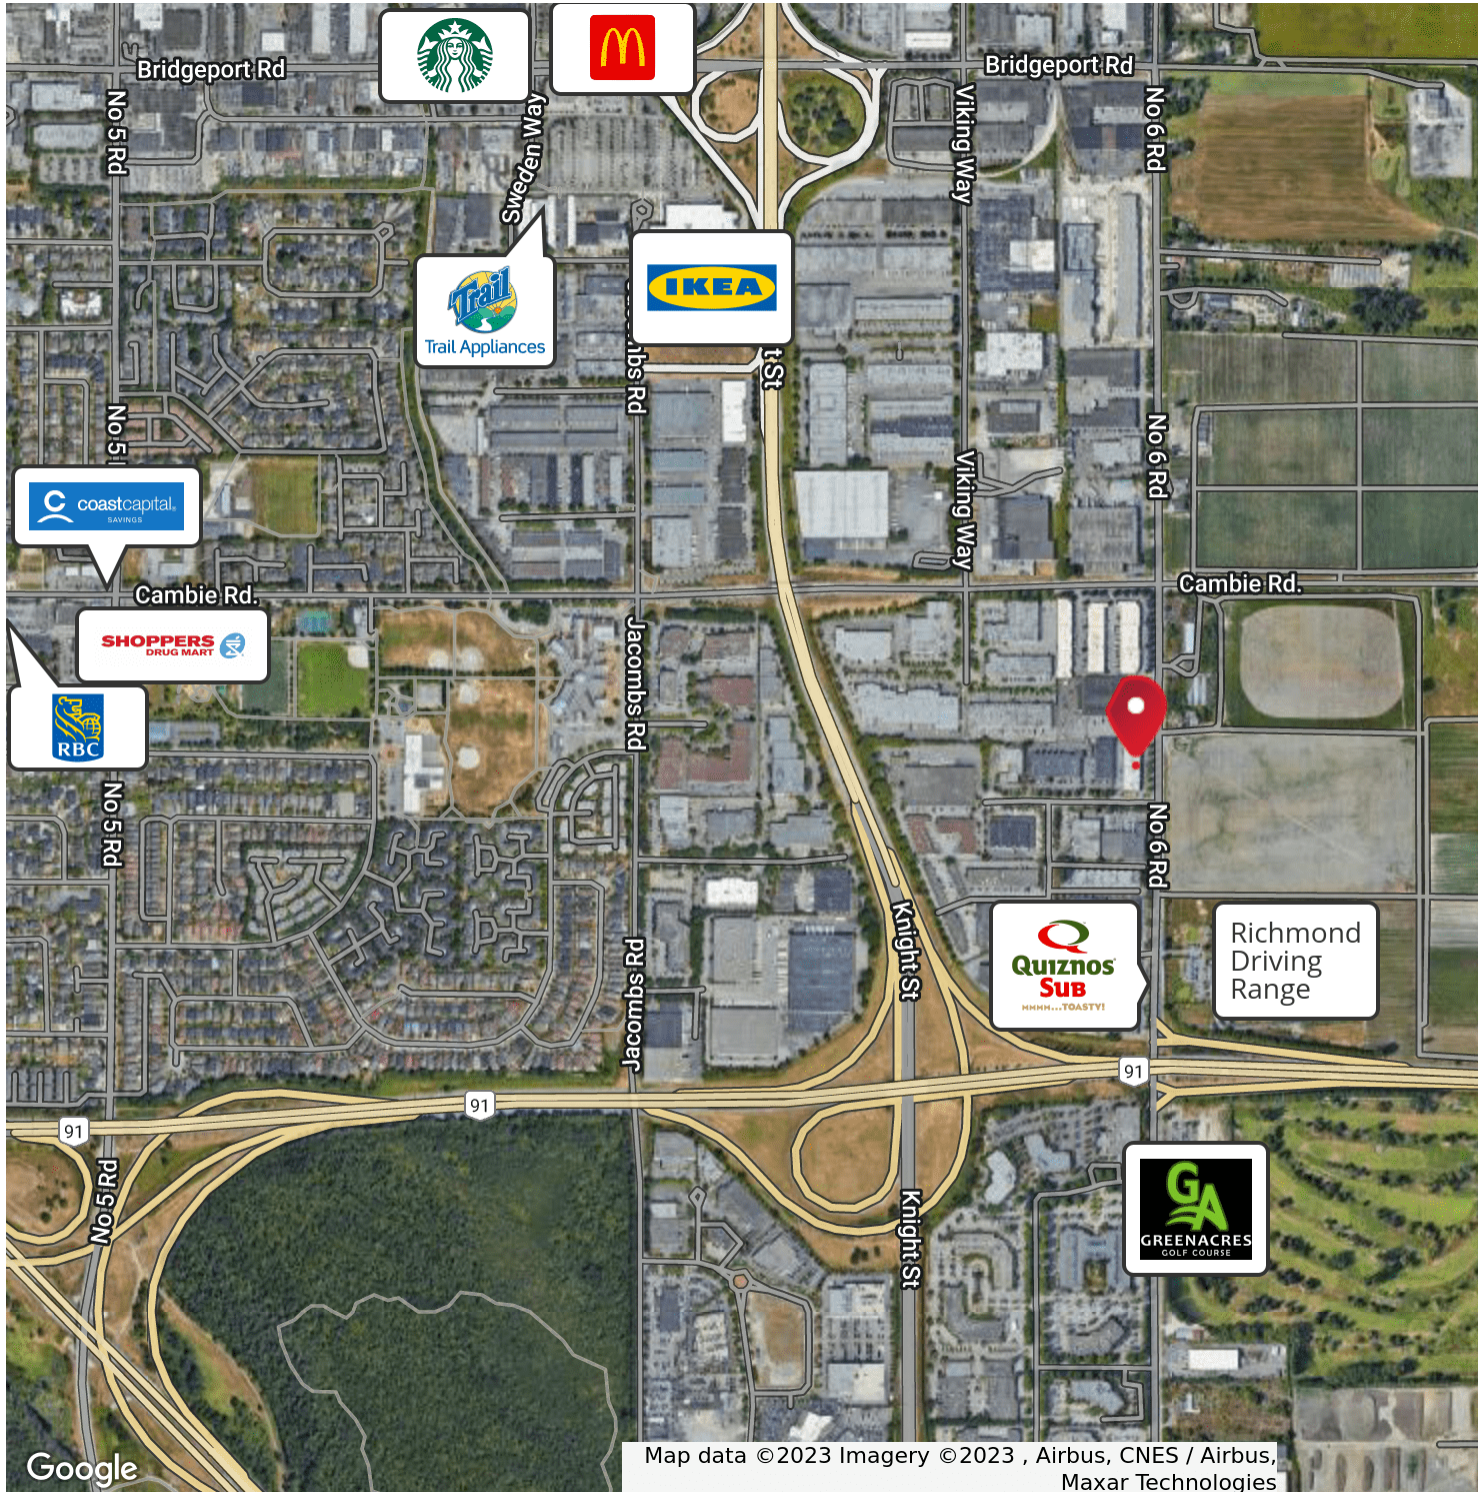 Bridgeport Rd
Bridgeport Rd
No 5 Rd
Sweden Way
Viking Way
No 6 Rd
Trail
Trail Appliances
IKEA
bs Rd
t St
No 5
No 6 Rd
Viking Way
C
coastcapital
SAVINGS
Cambie Rd.
Cambie Rd.
SHOPPERS
DRUG MART
Jacombs Rd
RBC
No 5 Rd
No 6 Rd
Knight St
Jacombs Rd
QUIZNOS
SUB
MMMM...TOASTY!
Richmond
Driving
Range
91
91
91
No 5 Rd
Knight St
GA
GREENACRES
GOLF COURSE
Google
Map data ©2023 Imagery ©2023 , Airbus, CNES / Airbus,
Maxar Technologies